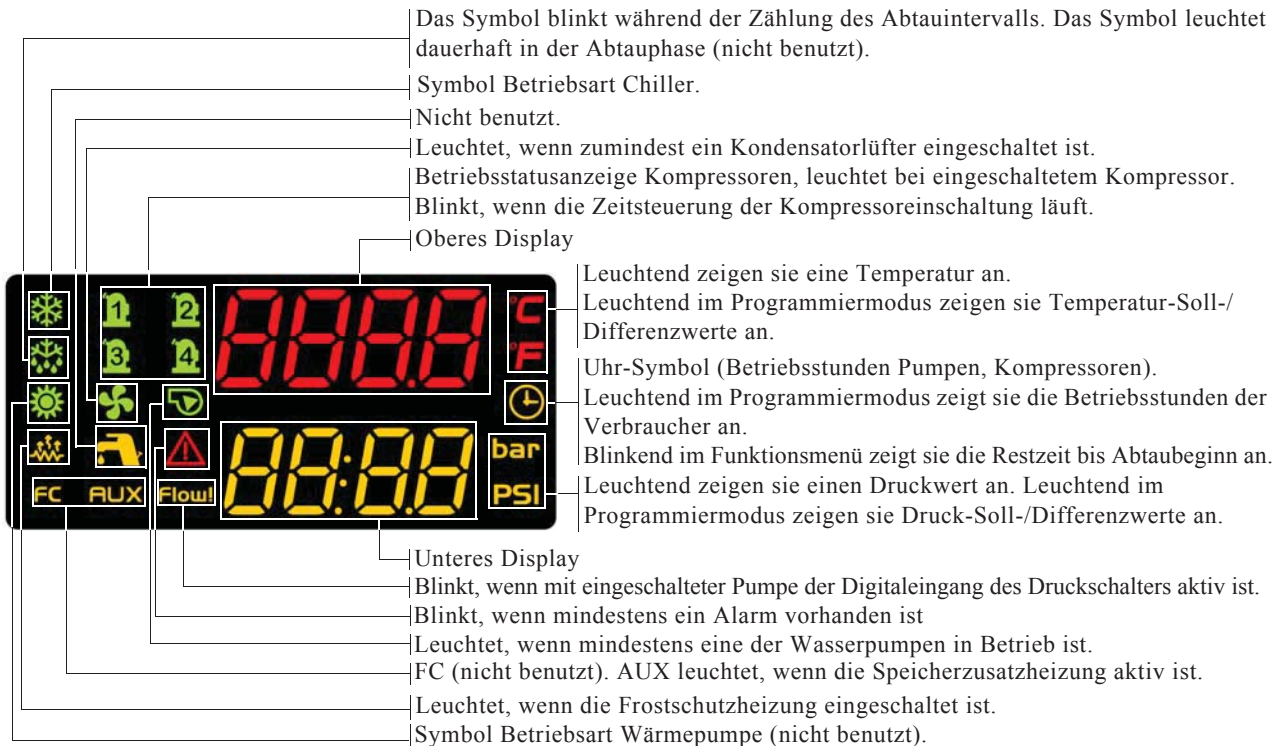 Das Symbol blinkt während der Zählung des Abtauintervalls. Das Symbol leuchtet
dauerhaft in der Abtauphase (nicht benutzt).
Symbol Betriebsart Chiller.
Nicht benutzt.
Leuchtet, wenn zumindest ein Kondensatorlüfter eingeschaltet ist.
Betriebsstatusanzeige Kompressoren, leuchtet bei eingeschaltetem Kompressor.
Blinkt, wenn die Zeitsteuerung der Kompressoreinschaltung läuft.
Oberes Display
1 2
3 4
888.8
°C
°F
Leuchtend zeigen sie eine Temperatur an.
Leuchtend im Programmiermodus zeigen sie Temperatur-Soll-/
Differenzwerte an.
Uhr-Symbol (Betriebsstunden Pumpen, Kompressoren).
Leuchtend im Programmiermodus zeigt sie die Betriebsstunden der
Verbraucher an.
Blinkend im Funktionsmenü zeigt sie die Restzeit bis Abtaubeginn an.
FC AUX Flow!
88:8.8
bar
PSI
Leuchtend zeigen sie einen Druckwert an. Leuchtend im
Programmiermodus zeigen sie Druck-Soll-/Differenzwerte an.
Unteres Display
Blinkt, wenn mit eingeschalteter Pumpe der Digitaleingang des Druckschalters aktiv ist.
Blinkt, wenn mindestens ein Alarm vorhanden ist
Leuchtet, wenn mindestens eine der Wasserpumpen in Betrieb ist.
FC (nicht benutzt). AUX leuchtet, wenn die Speicherzusatzheizung aktiv ist.
Leuchtet, wenn die Frostschutzheizung eingeschaltet ist.
Symbol Betriebsart Wärmepumpe (nicht benutzt).